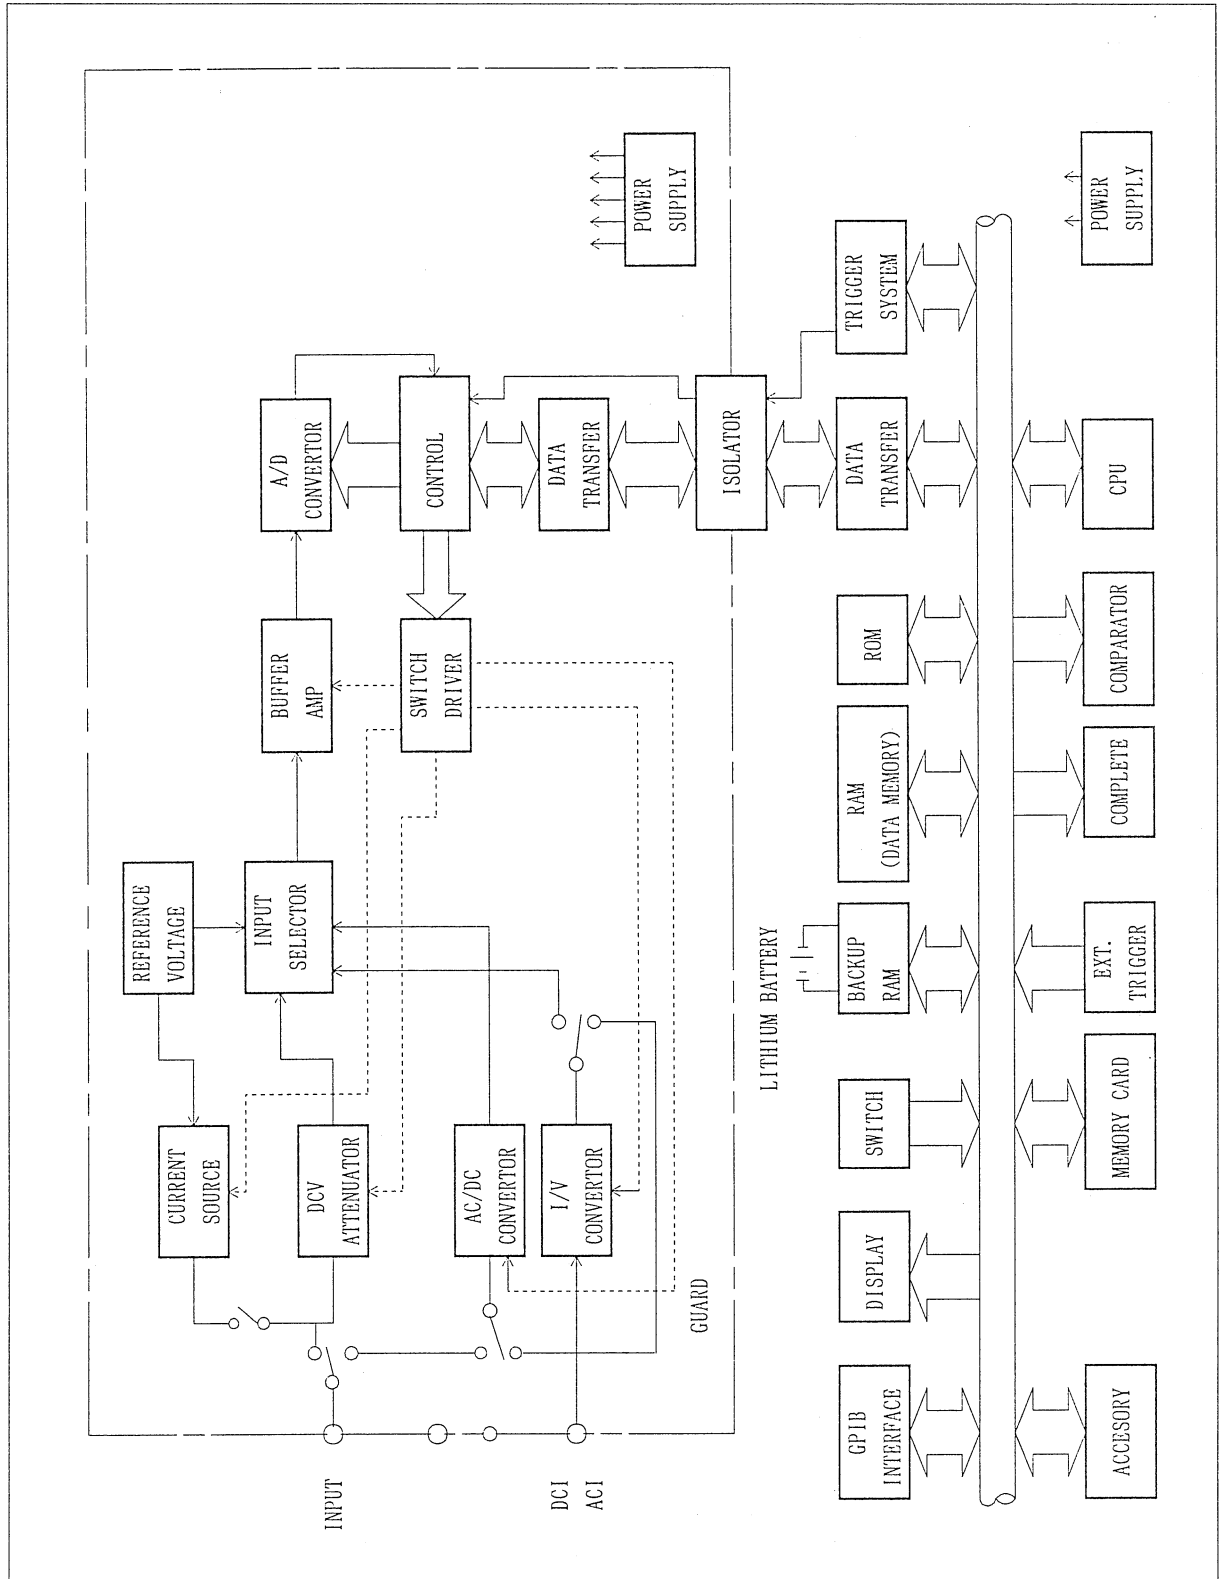 INPUT
DCI
ACI
GUARD
CURRENT
SOURCE
DCV
ATTENUATOR
AC/DC
CONVERTOR
I/V
CONVERTOR
REFERENCE
VOLTAGE
INPUT
SELECTOR
BUFFER
AMP
SWITCH
DRIVER
A/D
CONVERTOR
CONTROL
DATA
TRANSFER
ISOLATOR
POWER
SUPPLY
GPIB
INTERFACE
DISPLAY
SWITCH
LITHIUM BATTERY
BACKUP
RAM
RAM
(DATA MEMORY)
ROM
DATA
TRANSFER
TRIGGER
SYSTEM
ACCESORY
MEMORY CARD
EXT.
TRIGGER
COMPLETE
COMPARATOR
CPU
POWER
SUPPLY